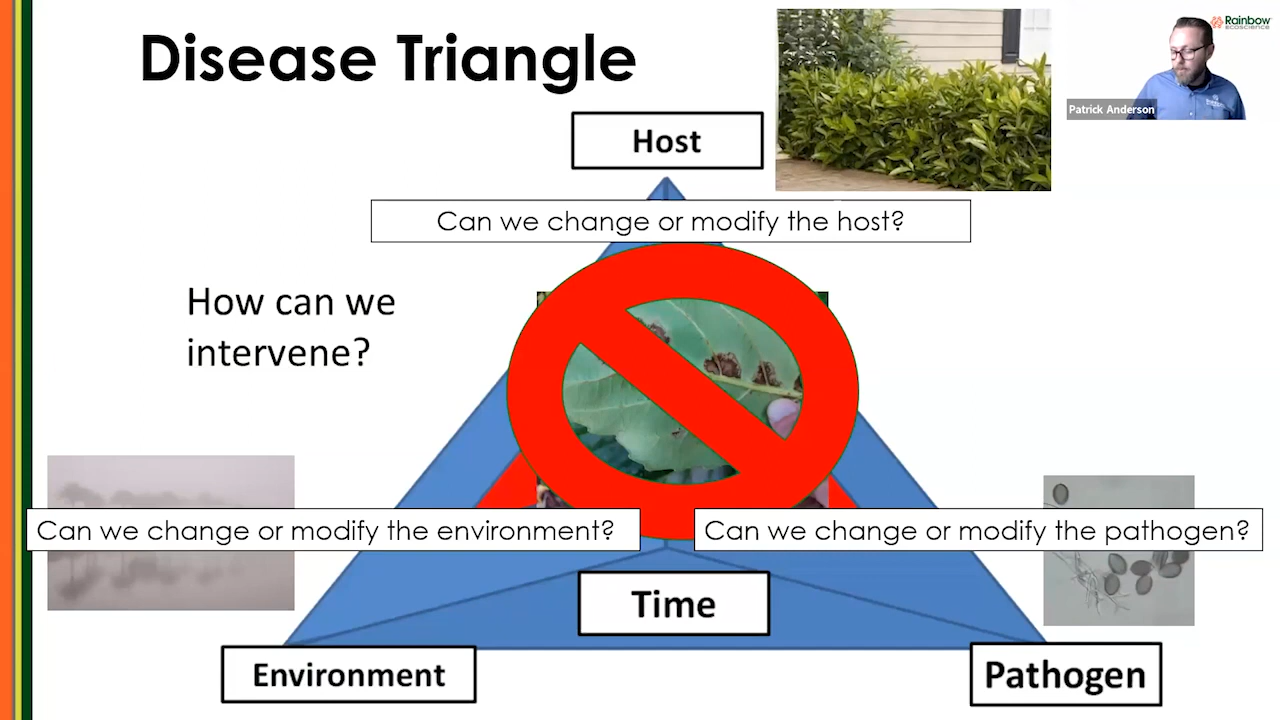 Disease Triangle
Rainbow
ecoscience
Patrick Anderson
Host
Can we change or modify the host?
How can we
intervene?
Can we change or modify the environment?
Can we change or modify the pathogen?
Time
Environment
Pathogen